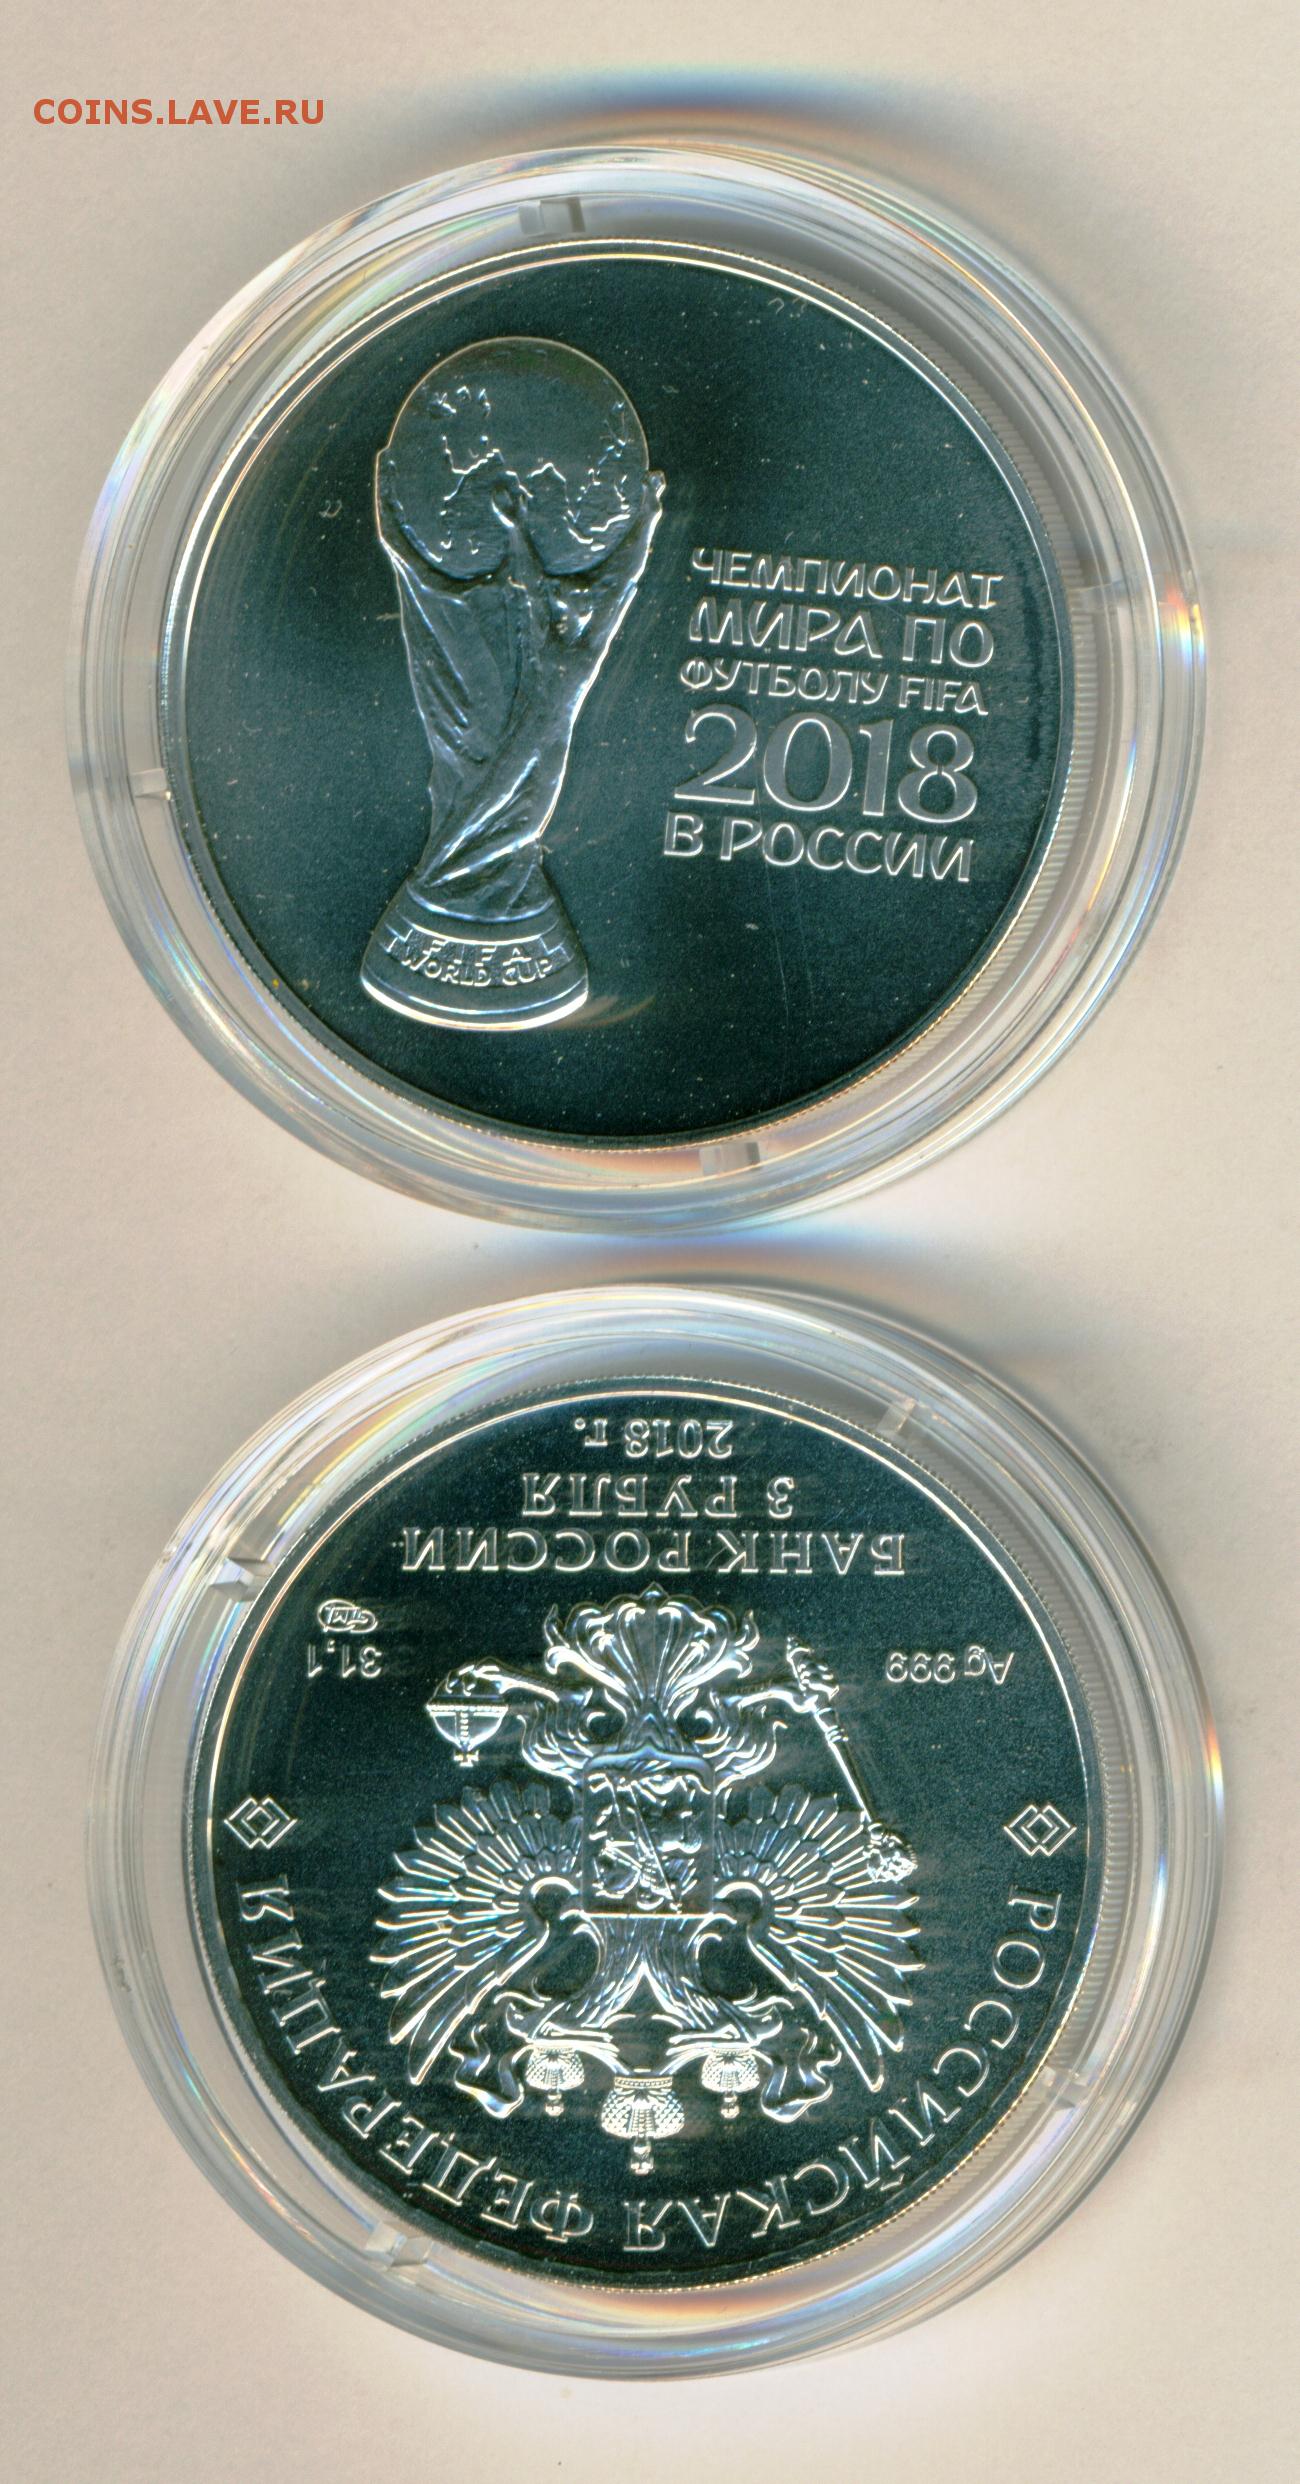 COINS.LAVE.RU
ЧЕМПИОНАТ
МИРА ПО
ФУТБОЛУ FIFA
2018
В РОССИИ
FIFA
WORLD CUP
РОССИЙСКАЯ ФЕДЕРАЦИЯ
Ag 999
31,1
БАНК РОССИИ
3 РУБЛЯ
2018 г.